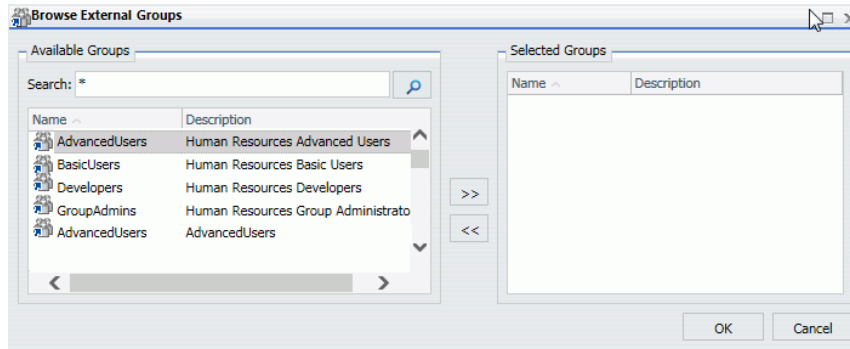 Browse External Groups
Available Groups
Search: *
Name Description
AdvancedUsers Human Resources Advanced Users
BasicUsers Human Resources Basic Users
Developers Human Resources Developers
GroupAdmins Human Resources Group Administrato
AdvancedUsers AdvancedUsers
>>
<<
Selected Groups
Name Description
OK Cancel